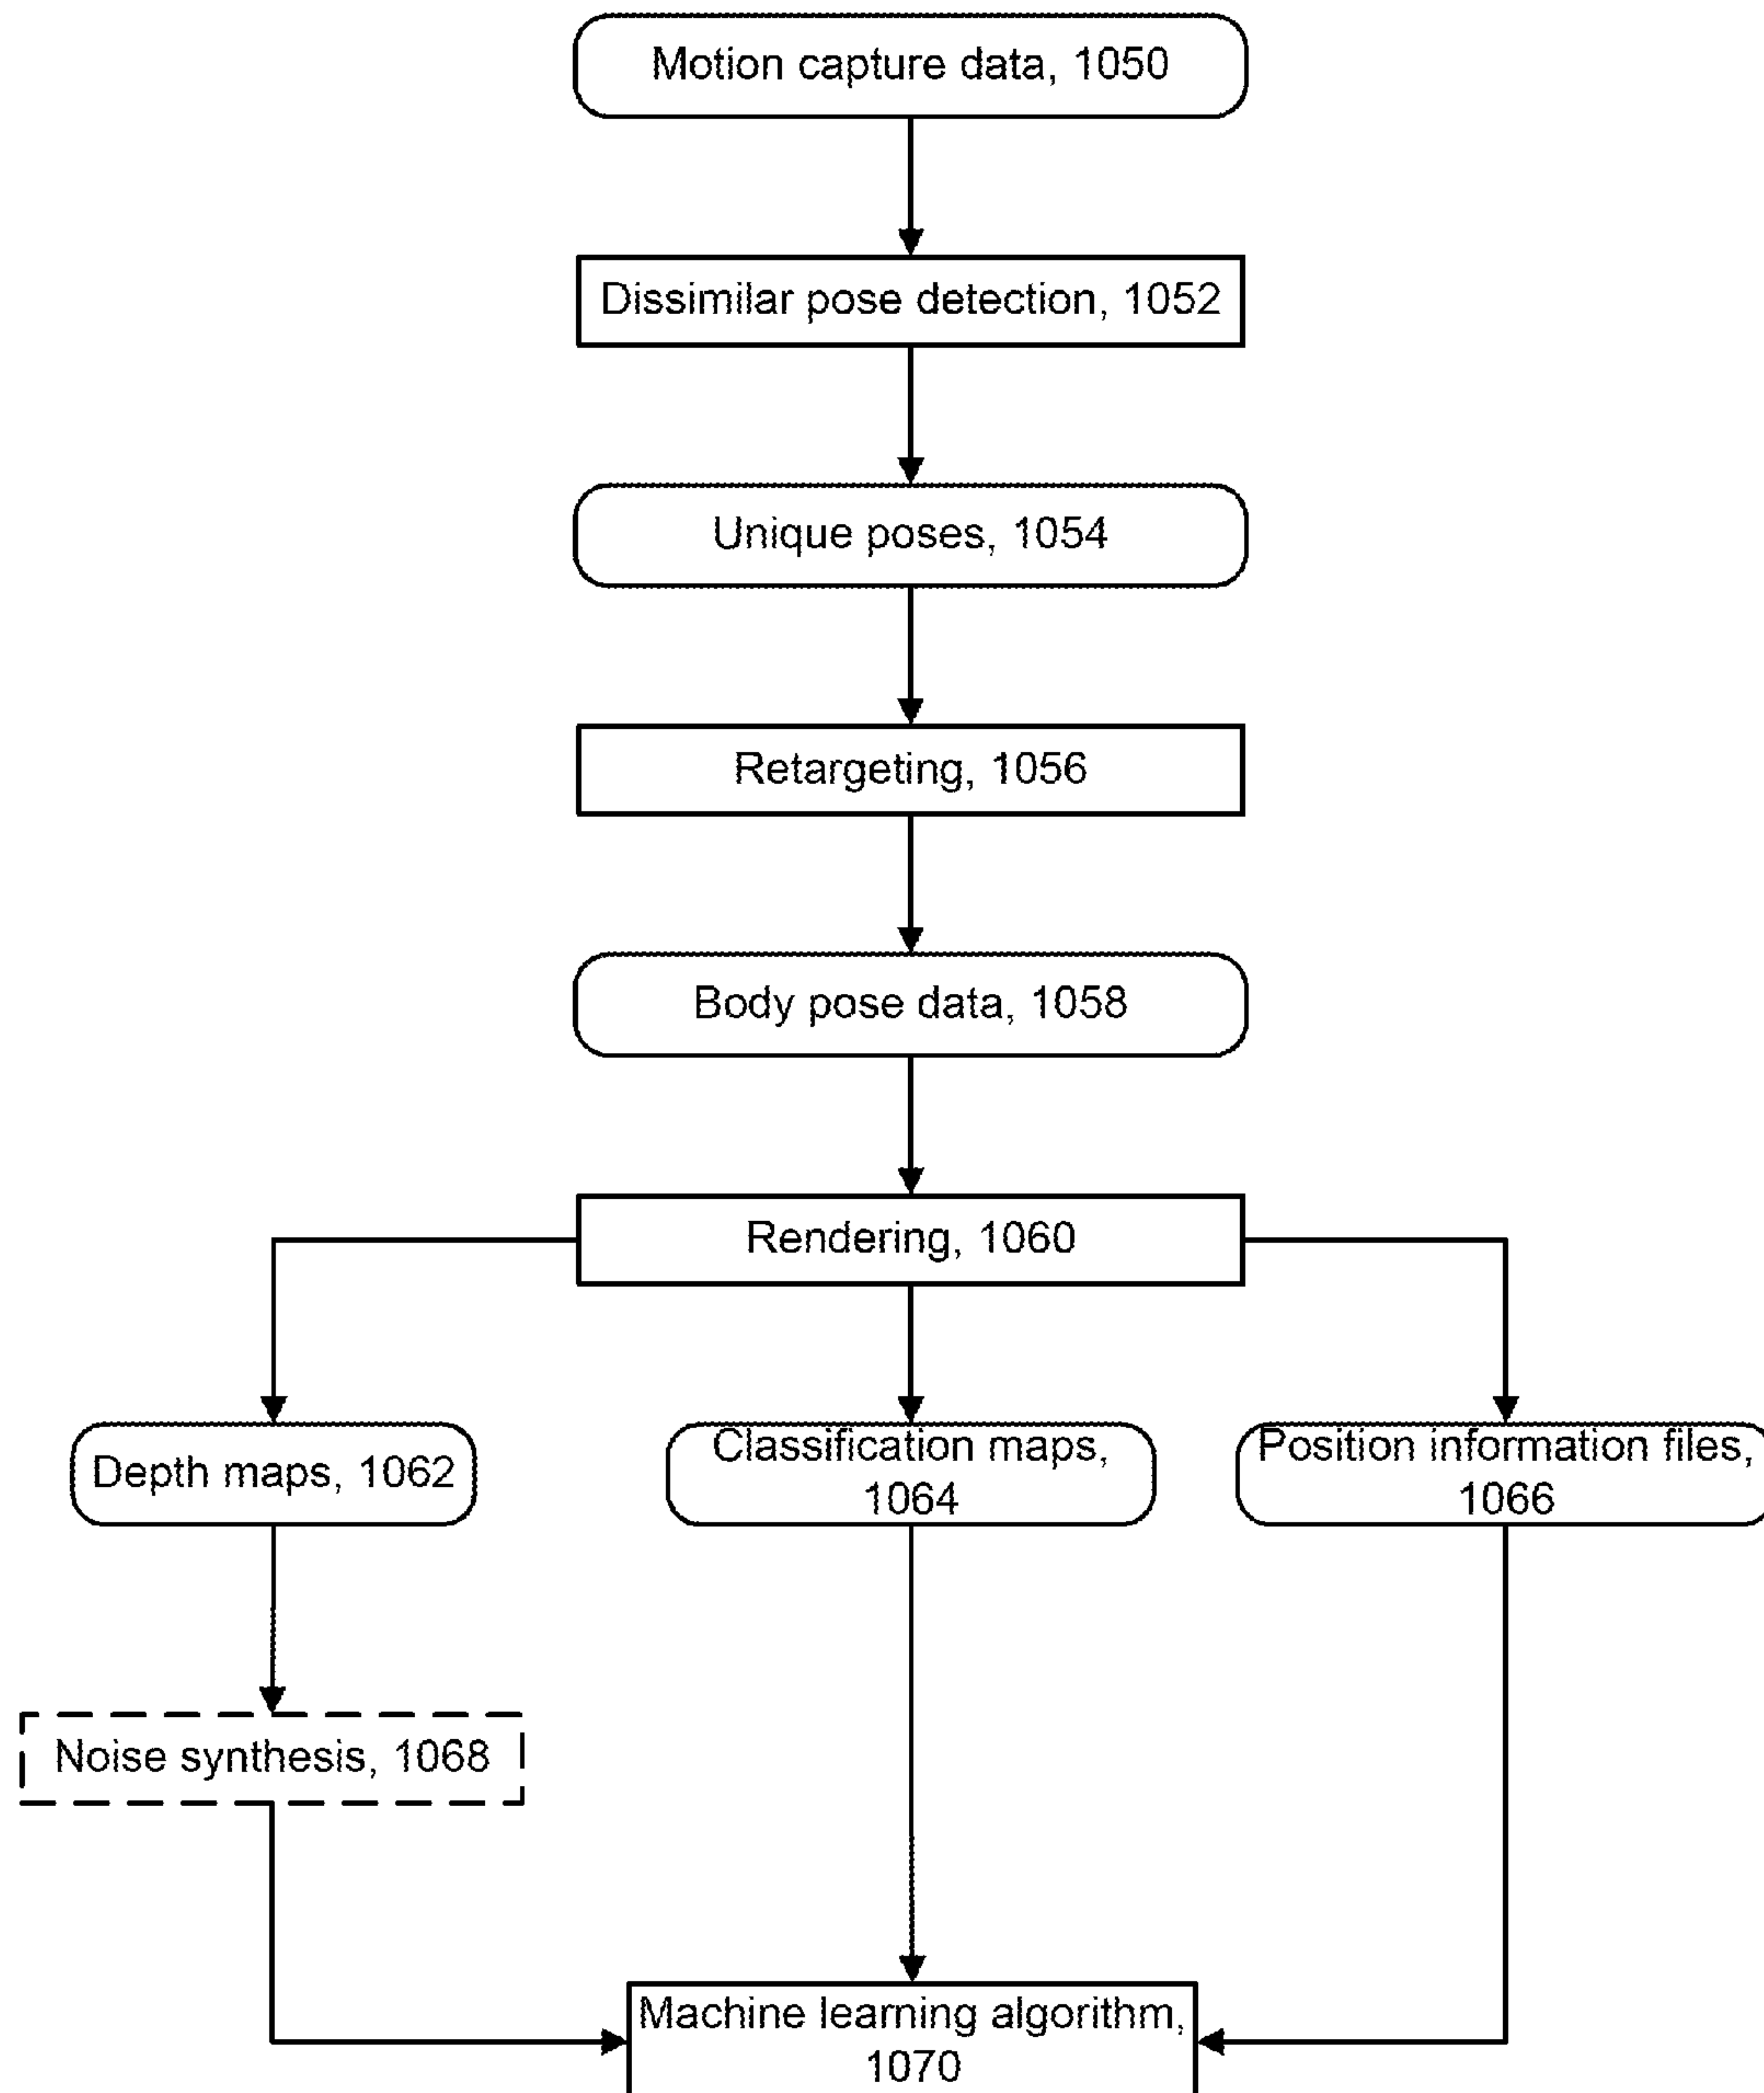 Motion capture data, 1050
Dissimilar pose detection, 1052
Unique poses, 1054
Retargeting, 1056
Body pose data, 1058
Rendering, 1060
Depth maps, 1062
Classification maps,
1064
Position information files,
1066
Noise synthesis, 1068
Machine learning algorithm,
1070